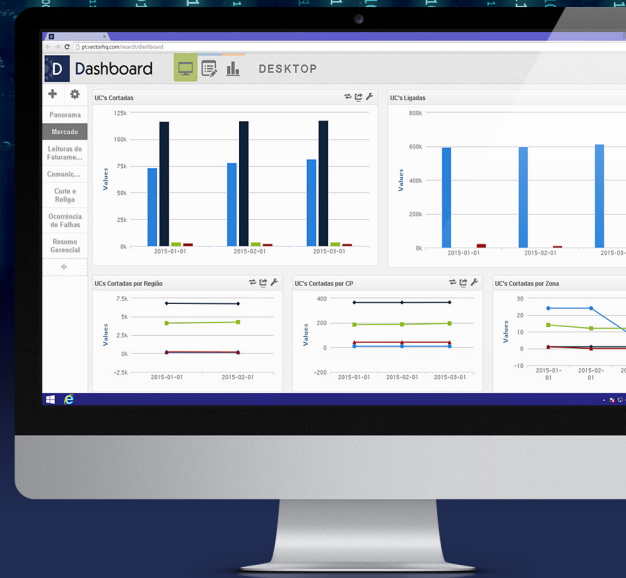 D
pt.vectorhq.com/search/dashboard
D Dashboard DESKTOP
Panorama
Mercado
Leituras de
Faturame...
Comunic...
Corte e
Religa
Ocorrência
de Falhas
Resumo
Gerencial
UC's Cortadas
Values
125k
100k
75k
50k
25k
0k
2015-01-01 2015-02-01 2015-03-01
UC's Ligadas
Values
800k
600k
400k
200k
0k
2015-01-01 2015-02-01 2015-03-
UCs Cortadas por Região
Values
7.5k
5k
2.5k
0k
-2.5k
2015-01-01 2015-02-01
UC's Cortadas por CP
Values
400
200
0
-200
2015-01-01 2015-02-01 2015-03-01
UC's Cortadas por Zona
Values
30
20
10
0
-10
2015-01-
01
2015-02-
01